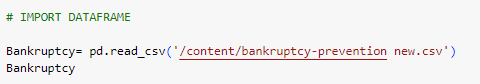 # IMPORT DATAFRAME
Bankruptcy= pd.read_csv('/content/bankruptcy-prevention new.csv')
Bankruptcy